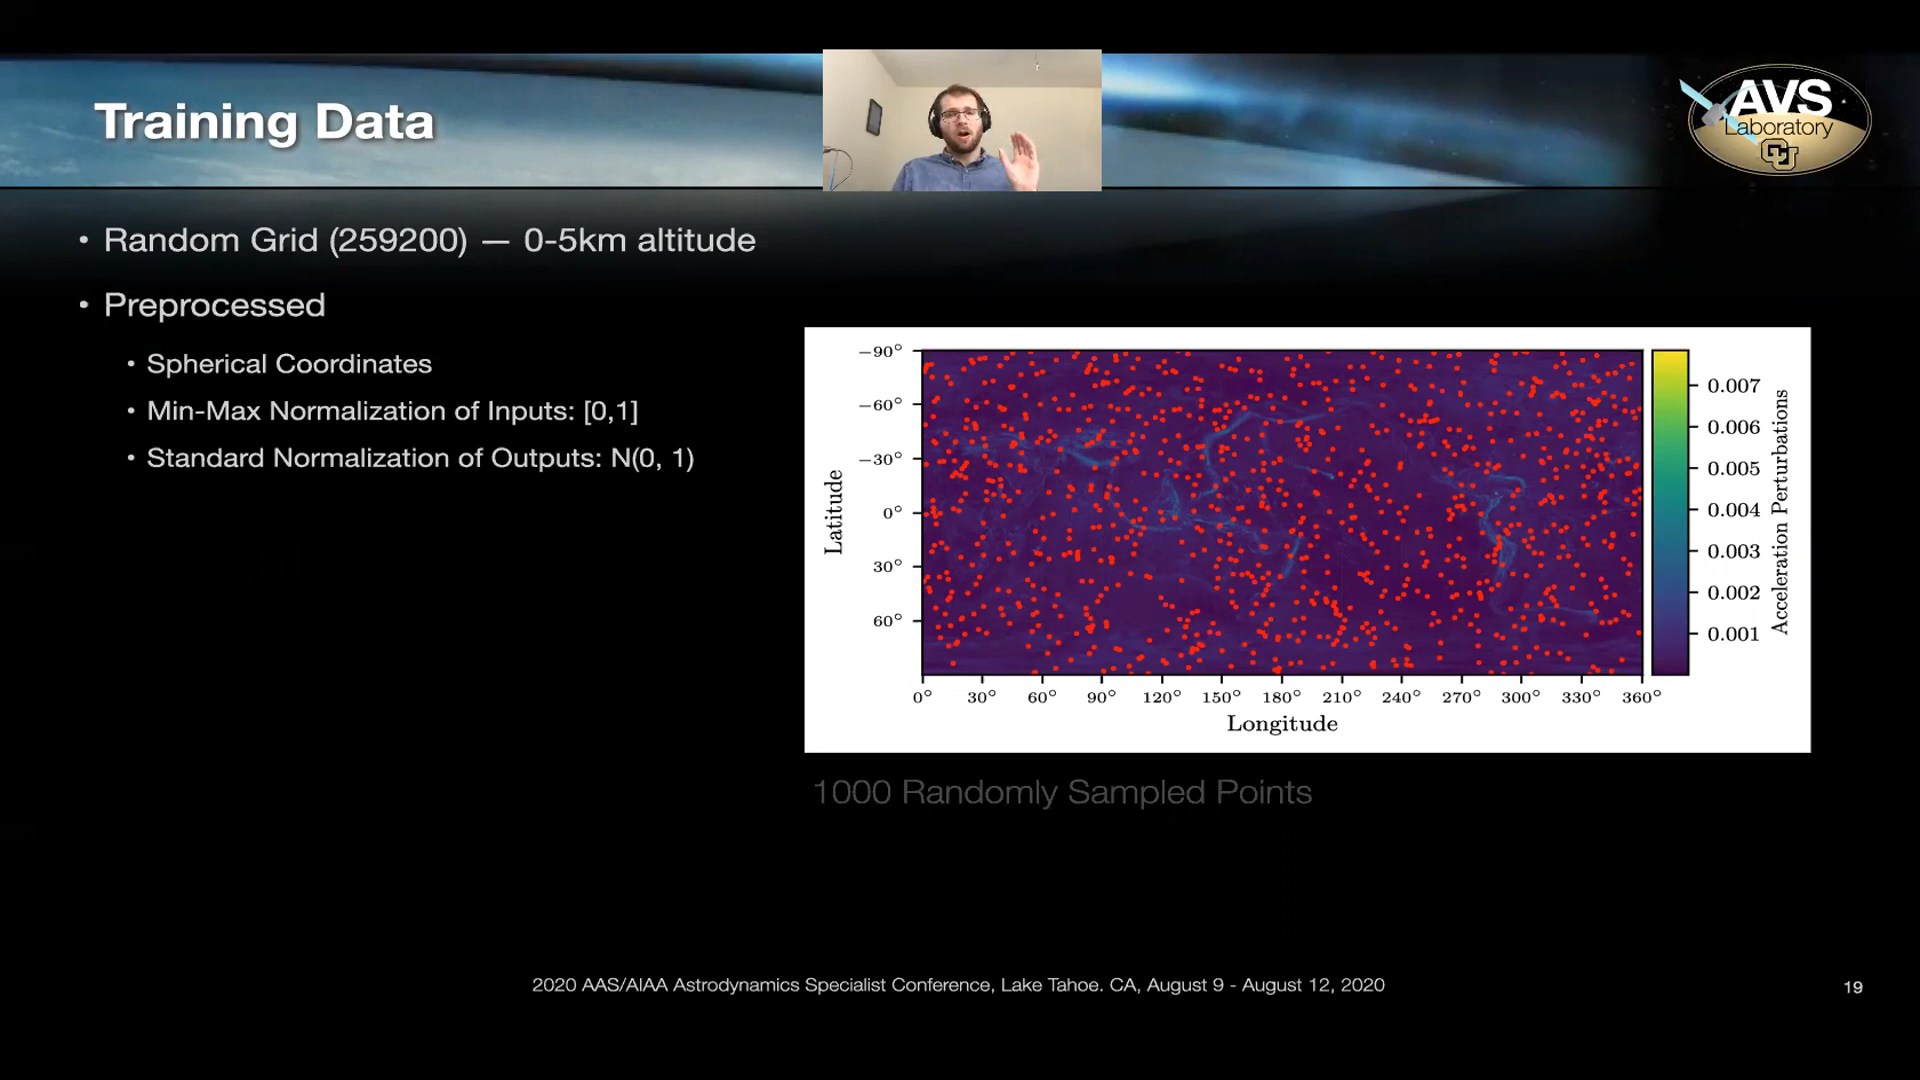 Training Data
AVS
Laboratory
CU
• Random Grid (259200) — 0-5km altitude
• Preprocessed
• Spherical Coordinates
• Min-Max Normalization of Inputs: [0,1]
• Standard Normalization of Outputs: N(0, 1)
−90°
−60°
−30°
0°
30°
60°
Latitude
0° 30° 60° 90° 120° 150° 180° 210° 240° 270° 300° 330° 360°
Longitude
0.007
0.006
0.005
0.004
0.003
0.002
0.001
Acceleration Perturbations
1000 Randomly Sampled Points
2020 AAS/AIAA Astrodynamics Specialist Conference, Lake Tahoe. CA, August 9 - August 12, 2020
19